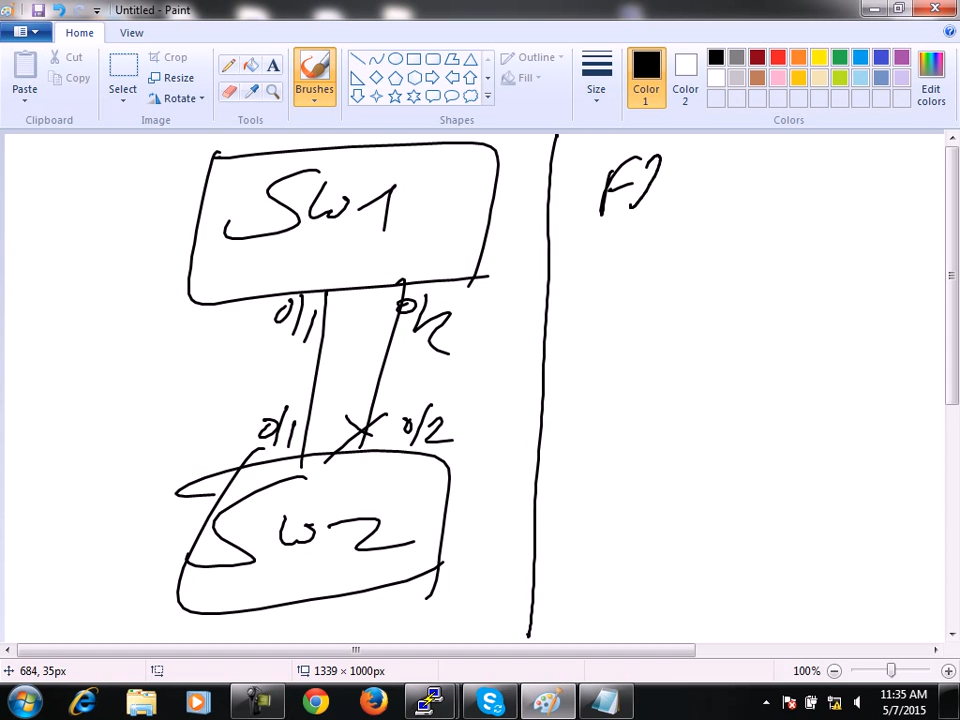 Untitled - Paint
Home
View
Paste
Cut
Copy
Clipboard
Select
Crop
Resize
Rotate
Image
A
Tools
Brushes
Outline
Fill
Shapes
Size
Color
1
Color
2
Edit
colors
Colors
SW1
0/1
0/2
0/1
0/2
SW2
684, 35px
1339 × 1000px
100%
11:35 AM
5/7/2015